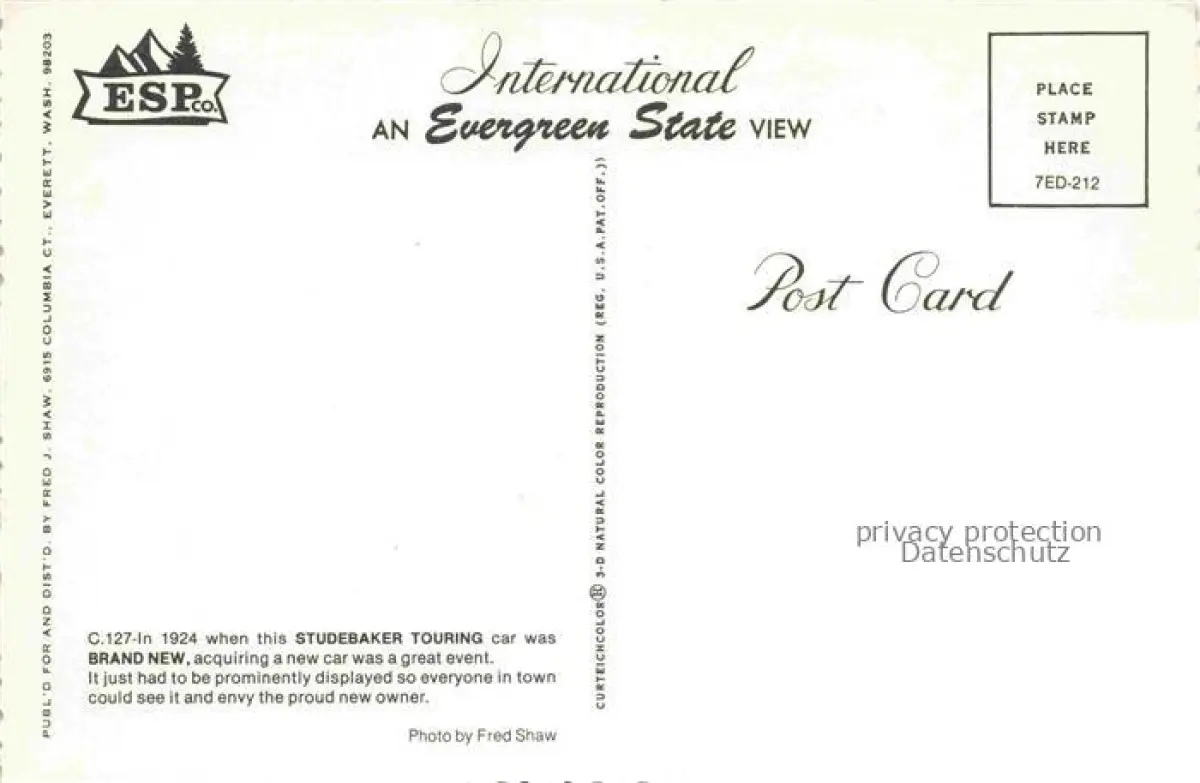 ESP CO.
International
AN Evergreen State VIEW
PLACE
STAMP
HERE
7ED-212
Post Card
PUBL'D FOR AND DIST'D. BY FRED J. SHAW, 6915 COLUMBIA CT., EVERETT, WASH. 98203
CURTEICHCOLOR® 3-D NATURAL COLOR REPRODUCTION (REG. U.S.A. PAT. OFF.))
privacy protection
Datenschutz
C.127-In 1924 when this STUDEBAKER TOURING car was
BRAND NEW, acquiring a new car was a great event.
It just had to be prominently displayed so everyone in town
could see it and envy the proud new owner.
Photo by Fred Shaw